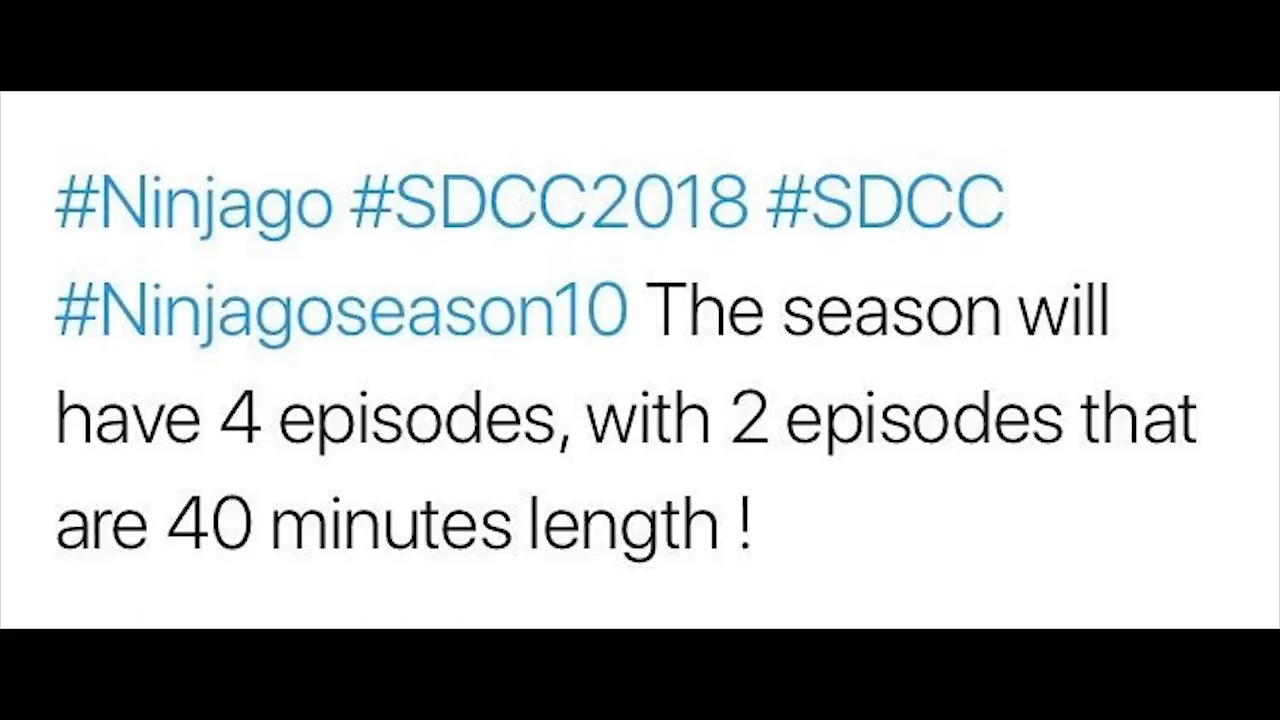 #Ninjago #SDCC2018 #SDCC
#Ninjagoseason10 The season will
have 4 episodes, with 2 episodes that
are 40 minutes length !